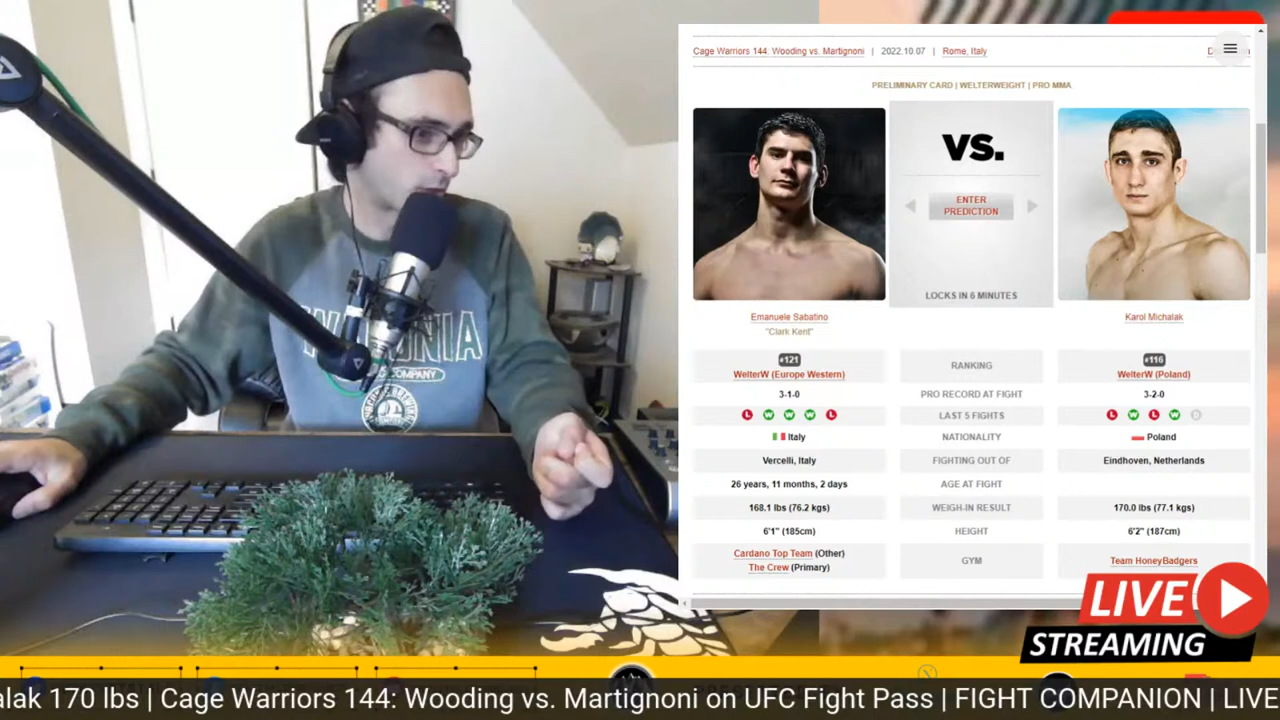 Cage Warriors 144: Wooding vs. Martignoni | 2022.10.07 | Rome, Italy
PRELIMINARY CARD | WELTERWEIGHT | PRO MMA
VS.
ENTER
PREDICTION
LOCKS IN 6 MINUTES
Emanuele Sabatino
"Clark Kent"
Karol Michalak
#121
WelterW (Europe Western)
RANKING
#116
WelterW (Poland)
3-1-0 PRO RECORD AT FIGHT 3-2-0
L W W W L LAST 5 FIGHTS L W L W D
Italy NATIONALITY Poland
Vercelli, Italy FIGHTING OUT OF Eindhoven, Netherlands
26 years, 11 months, 2 days AGE AT FIGHT
168.1 lbs (76.2 kgs) WEIGH-IN RESULT 170.0 lbs (77.1 kgs)
6'1" (185cm) HEIGHT 6'2" (187cm)
Cardano Top Team (Other)
The Crew (Primary)
GYM
Team HoneyBadgers
LIVE
STREAMING
COMPANY
alak 170 lbs | Cage Warriors 144: Wooding vs. Martignoni on UFC Fight Pass | FIGHT COMPANION | LIVE